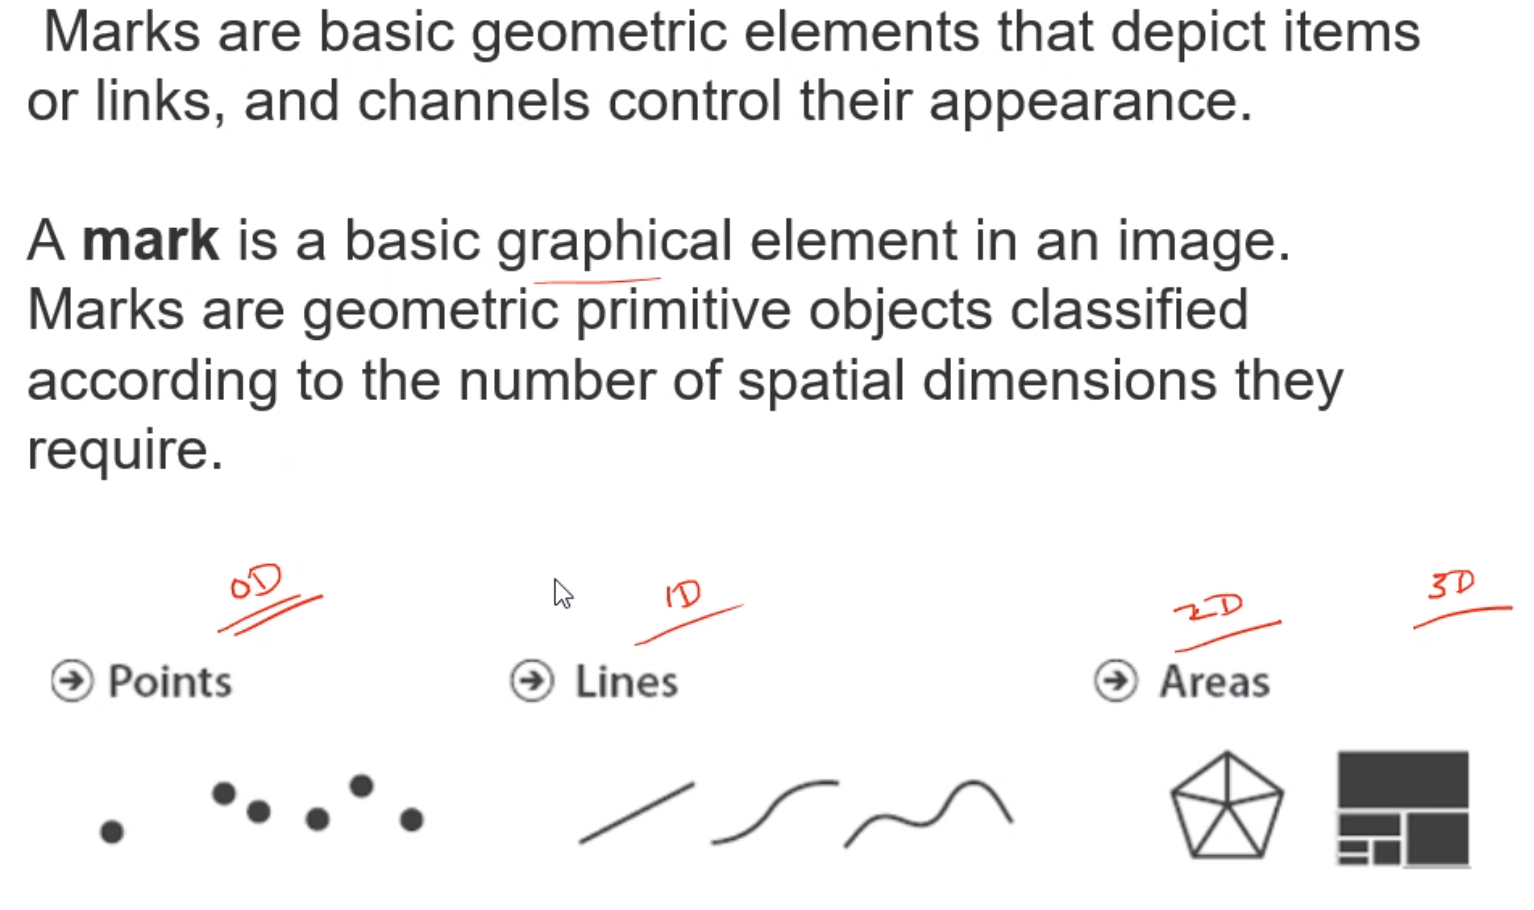 Marks are basic geometric elements that depict items
or links, and channels control their appearance.
A mark is a basic graphical element in an image.
Marks are geometric primitive objects classified
according to the number of spatial dimensions they
require.
0D
1D
2D
3D
Points
Lines
Areas